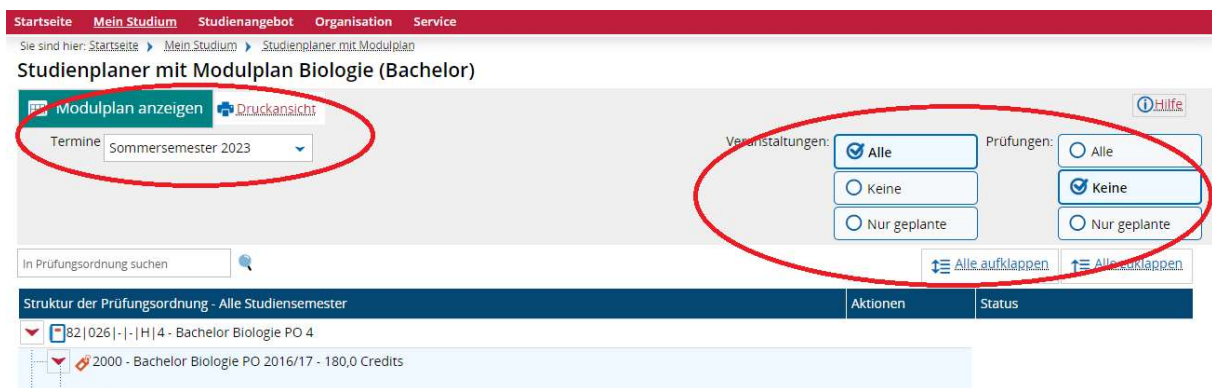 Startseite Mein Studium Studienangebot Organisation Service
Sie sind hier: Startseite Mein Studium Studienplaner mit Modulplan
Studienplaner mit Modulplan Biologie (Bachelor)
Modulplan anzeigen Druckansicht Hilfe
Termine Sommersemester 2023 Veranstaltungen: Alle Prüfungen: Alle
Keine Keine
Nur geplante Nur geplante
In Prüfungsordnung suchen Alle aufklappen Alle zuklappen
Struktur der Prüfungsordnung - Alle Studiensemester Aktionen Status
82|026|-|-|H|4 - Bachelor Biologie PO 4
2000 - Bachelor Biologie PO 2016/17 - 180,0 Credits